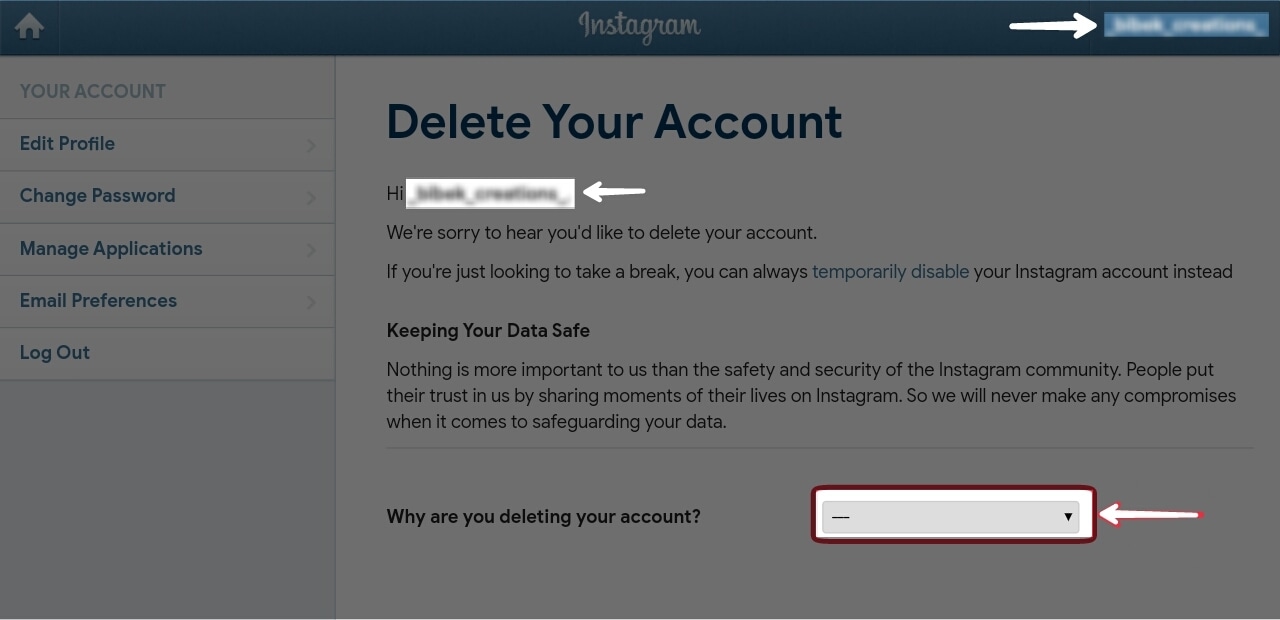 Instagram
YOUR ACCOUNT
Edit Profile
Change Password
Manage Applications
Email Preferences
Log Out
Delete Your Account
Hi
We're sorry to hear you'd like to delete your account.
If you're just looking to take a break, you can always temporarily disable your Instagram account instead
Keeping Your Data Safe
Nothing is more important to us than the safety and security of the Instagram community. People put
their trust in us by sharing moments of their lives on Instagram. So we will never make any compromises
when it comes to safeguarding your data.
Why are you deleting your account?